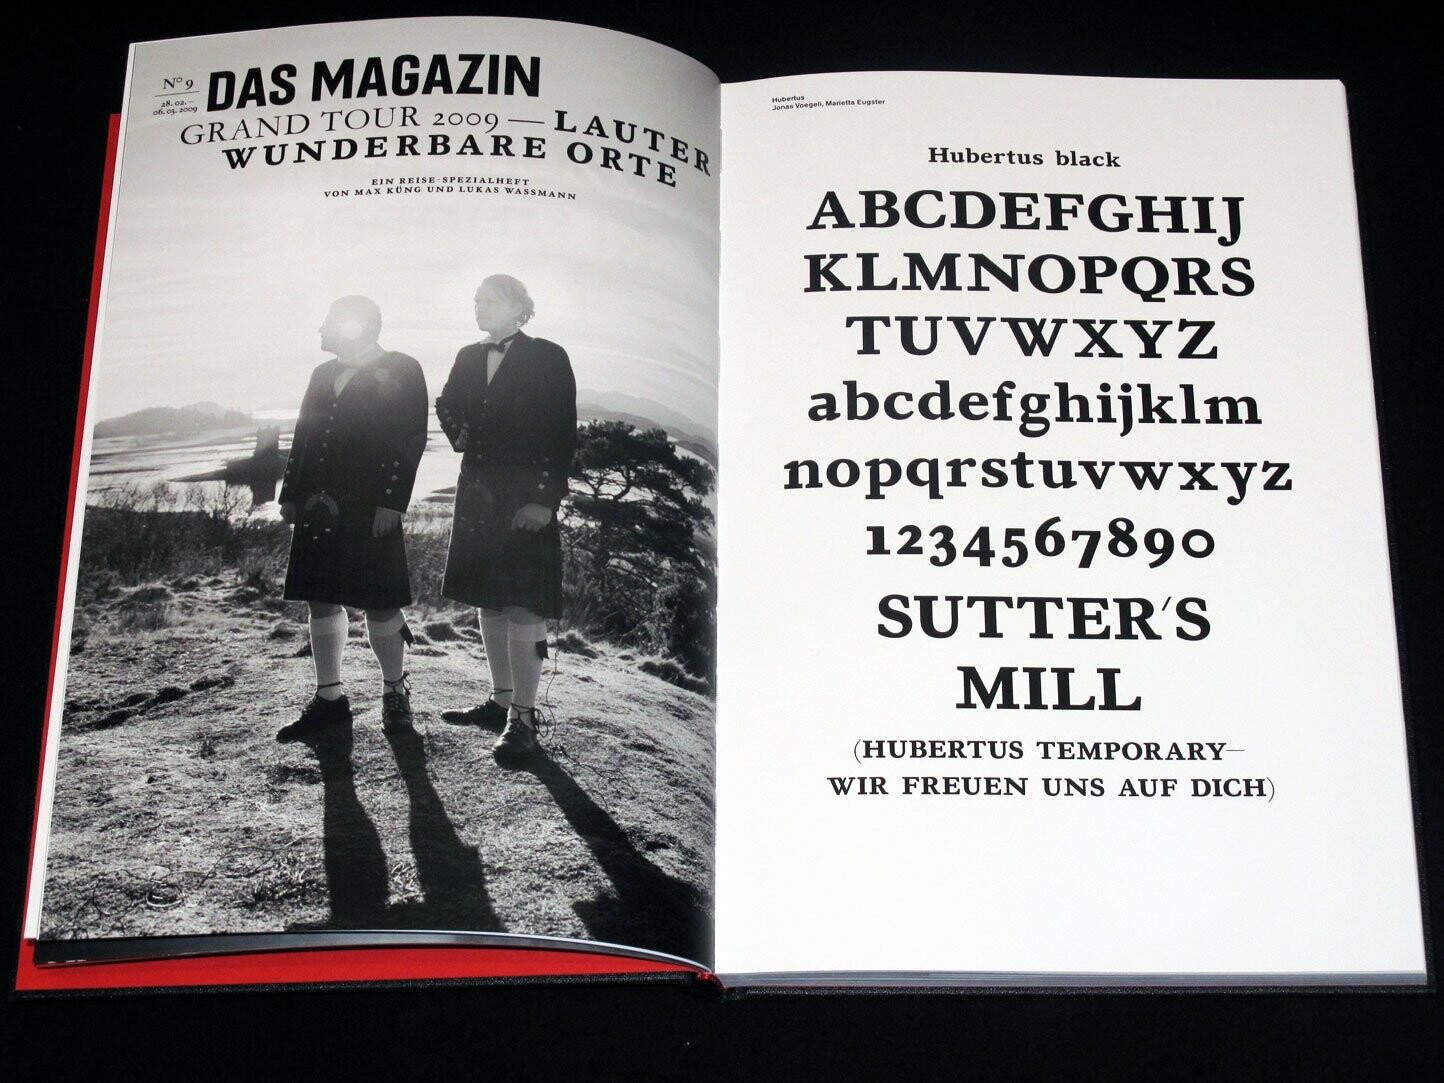 Nº 9
28. 02.–
06. 03. 2009
DAS MAGAZIN
GRAND TOUR 2009 — LAUTER
WUNDERBARE ORTE
EIN REISE-SPEZIALHEFT
VON MAX KÜNG UND LUKAS WASSMANN
Hubertus
Jonas Voegeli, Marietta Eugster
Hubertus black
ABCDEFGHIJ
KLMNOPQRS
TUVWXYZ
abcdefghijklm
nopqrstuvwxyz
1234567890
SUTTER'S
MILL
(HUBERTUS TEMPORARY—
WIR FREUEN UNS AUF DICH)